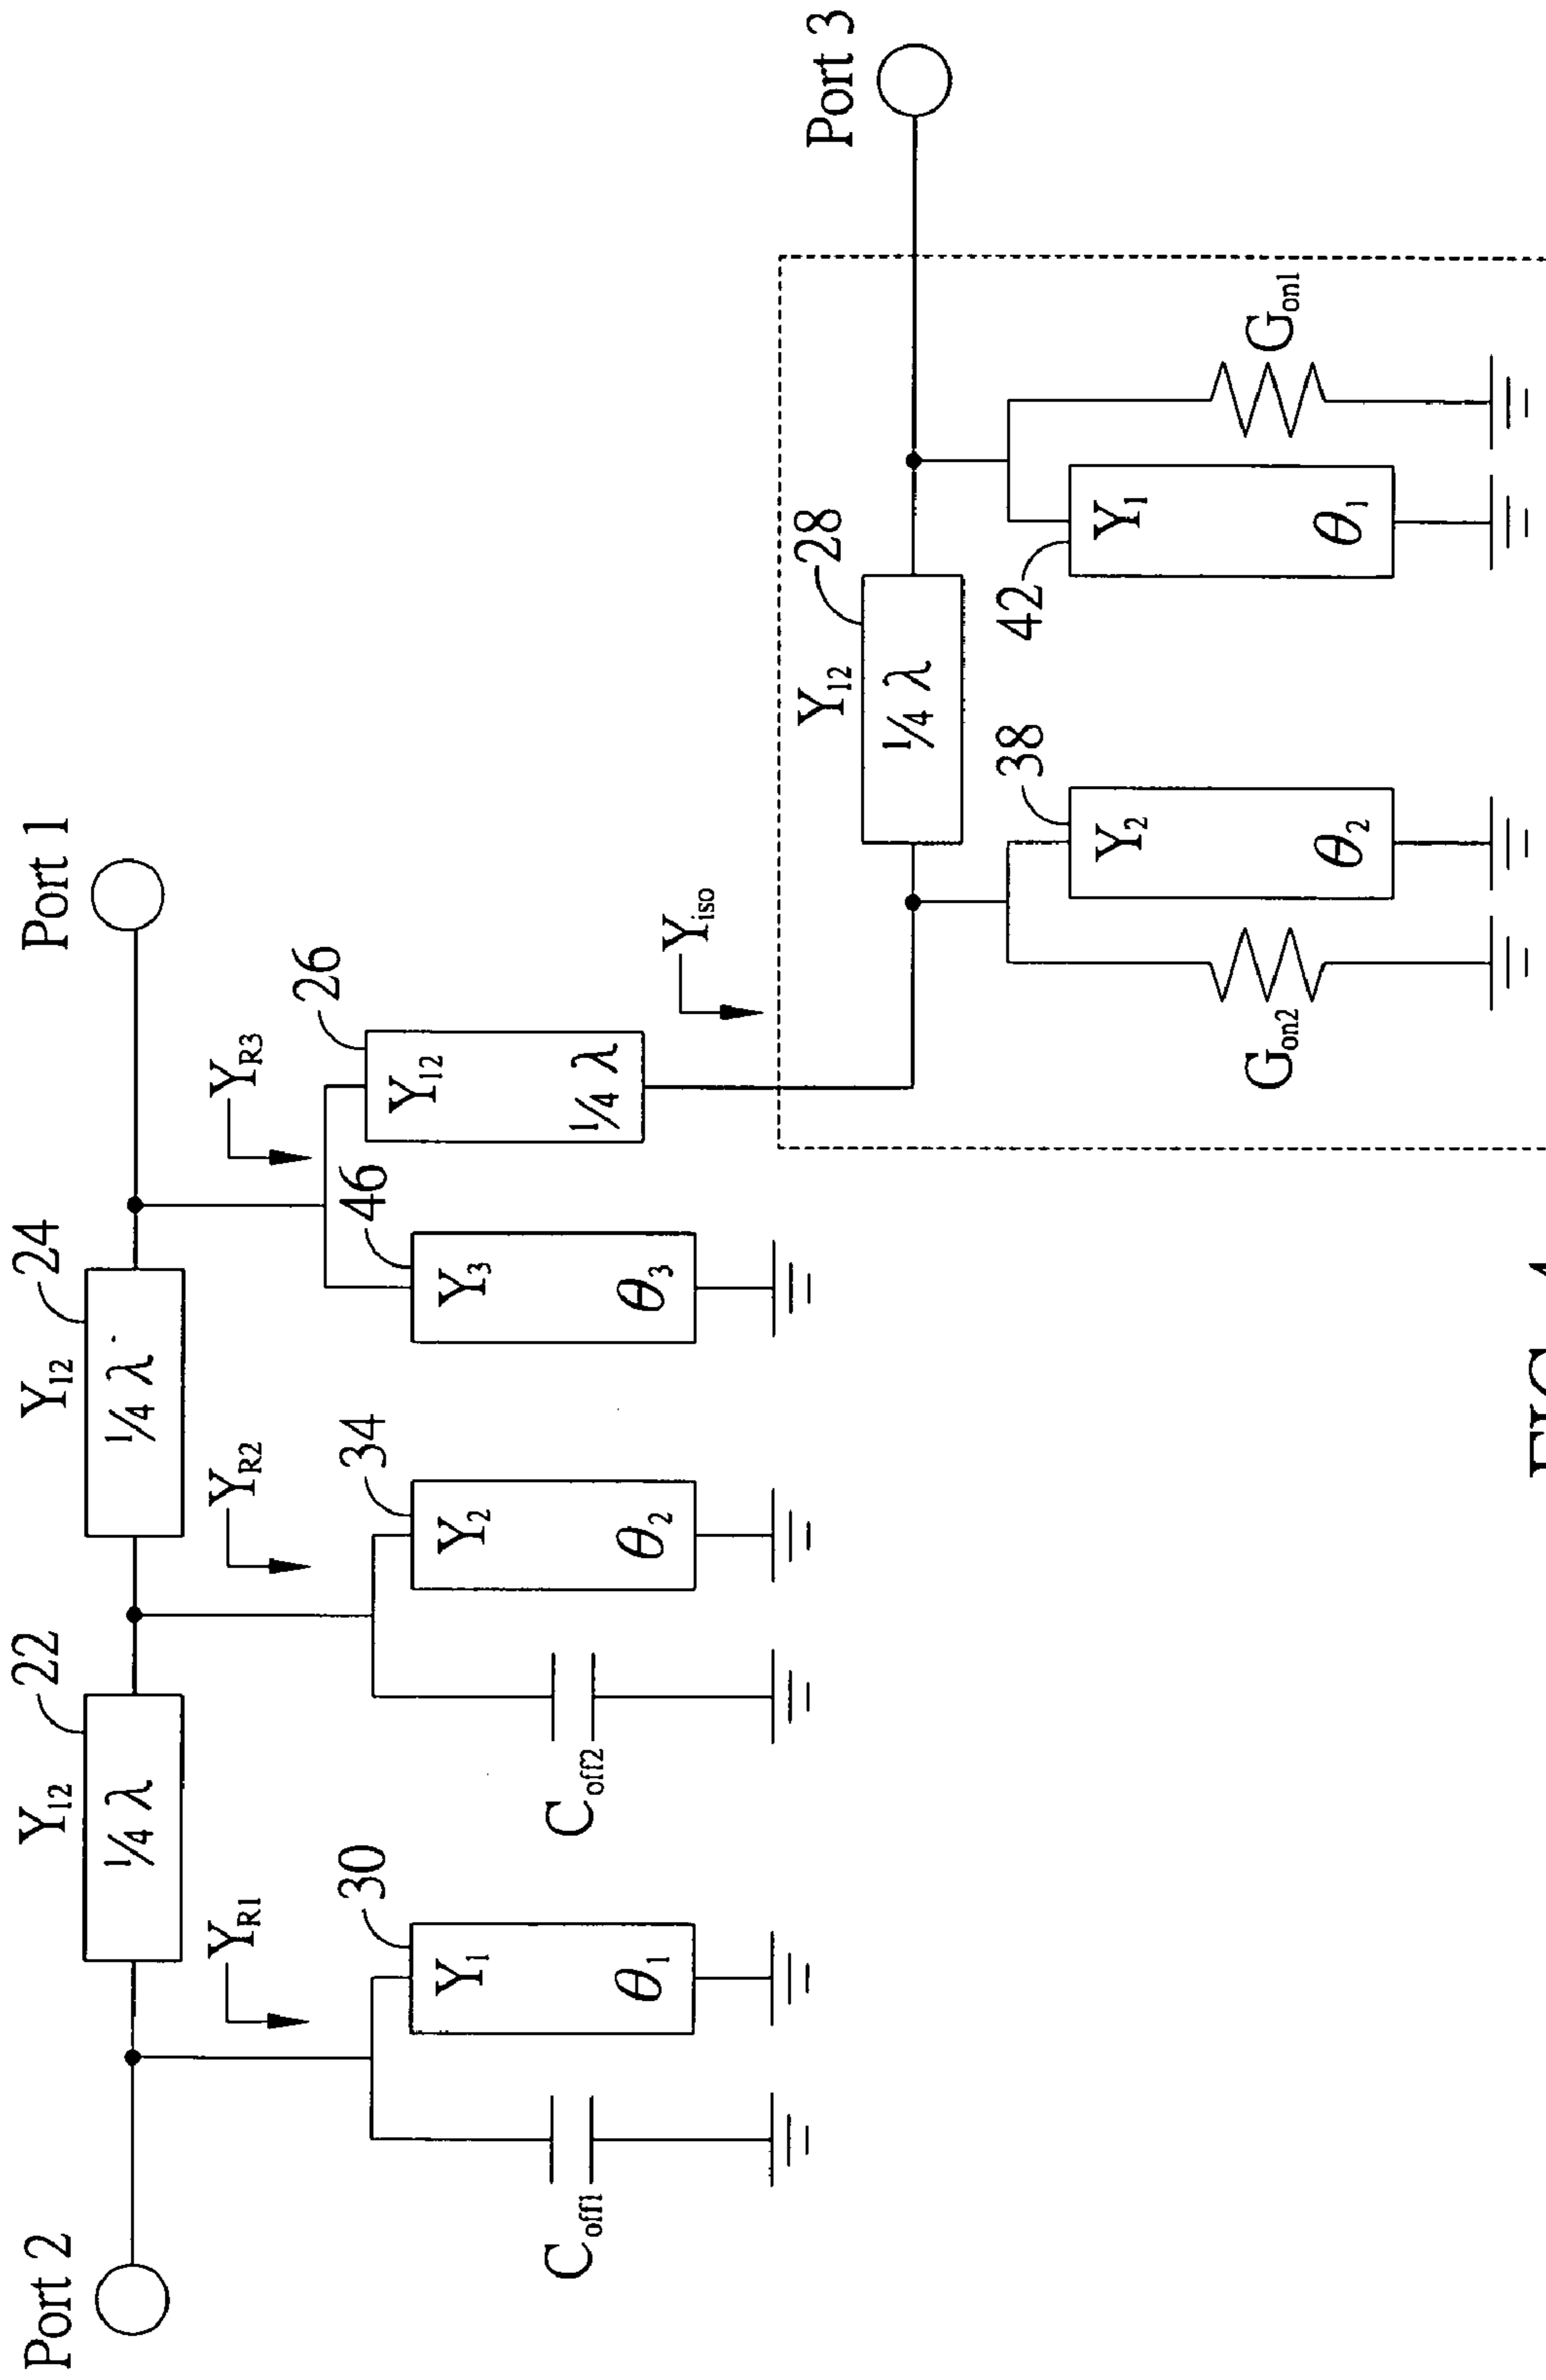 Port 2
Y12
22
¼ λ
Y12
24
¼ λ
Port 1
YR1
YR2
YR3
30
Y1
θ1
Coff1
34
Y2
θ2
Coff2
46
Y3
θ3
26
Y12
¼ λ
Yiso
Port 3
Y12
28
¼ λ
38
Y2
θ2
Gon2
42
Y1
θ1
Gon1